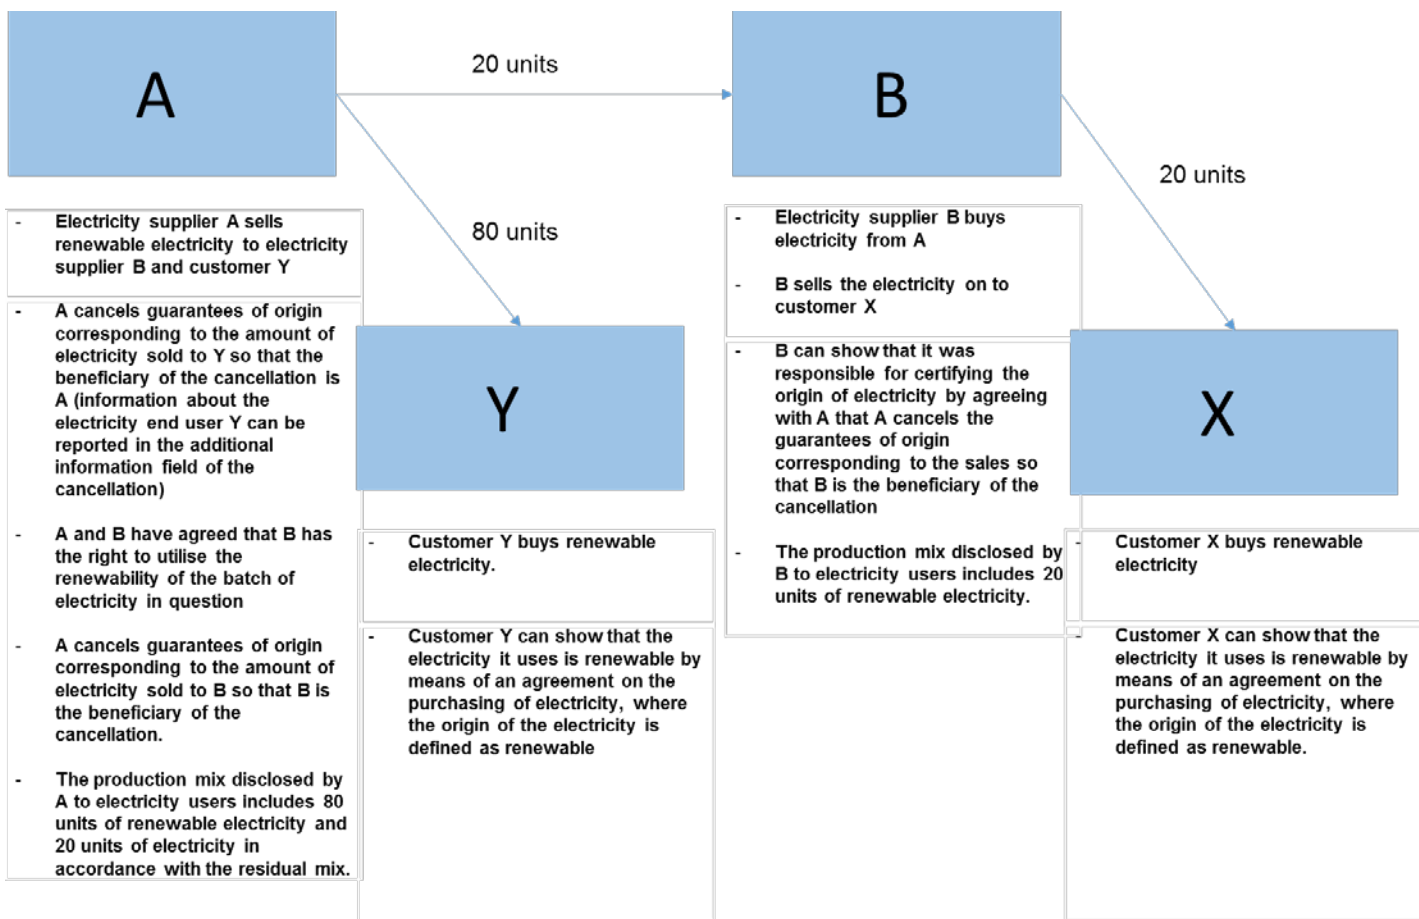 A
20 units
B
20 units
80 units
- Electricity supplier A sells
renewable electricity to electricity
supplier B and customer Y
- A cancels guarantees of origin
corresponding to the amount of
electricity sold to Y so that the
beneficiary of the cancellation is
A (information about the
electricity end user Y can be
reported in the additional
information field of the
cancellation)
- A and B have agreed that B has
the right to utilise the
renewability of the batch of
electricity in question
- A cancels guarantees of origin
corresponding to the amount of
electricity sold to B so that B is
the beneficiary of the
cancellation.
- The production mix disclosed by
A to electricity users includes 80
units of renewable electricity and
20 units of electricity in
accordance with the residual mix.
Y
- Customer Y buys renewable
electricity.
- Customer Y can show that the
electricity it uses is renewable by
means of an agreement on the
purchasing of electricity, where
the origin of the electricity is
defined as renewable
- Electricity supplier B buys
electricity from A
- B sells the electricity on to
customer X
- B can show that it was
responsible for certifying the
origin of electricity by agreeing
with A that A cancels the
guarantees of origin
corresponding to the sales so
that B is the beneficiary of the
cancellation
- The production mix disclosed by
B to electricity users includes 20
units of renewable electricity.
X
- Customer X buys renewable
electricity
- Customer X can show that the
electricity it uses is renewable by
means of an agreement on the
purchasing of electricity, where
the origin of the electricity is
defined as renewable.